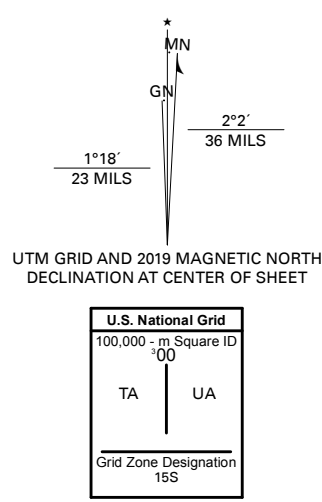 ★
MN
GN
2°2´
36 MILS
1°18´
23 MILS
UTM GRID AND 2019 MAGNETIC NORTH
DECLINATION AT CENTER OF SHEET
U.S. National Grid
100,000 - m Square ID
³00
TA UA
Grid Zone Designation
15S